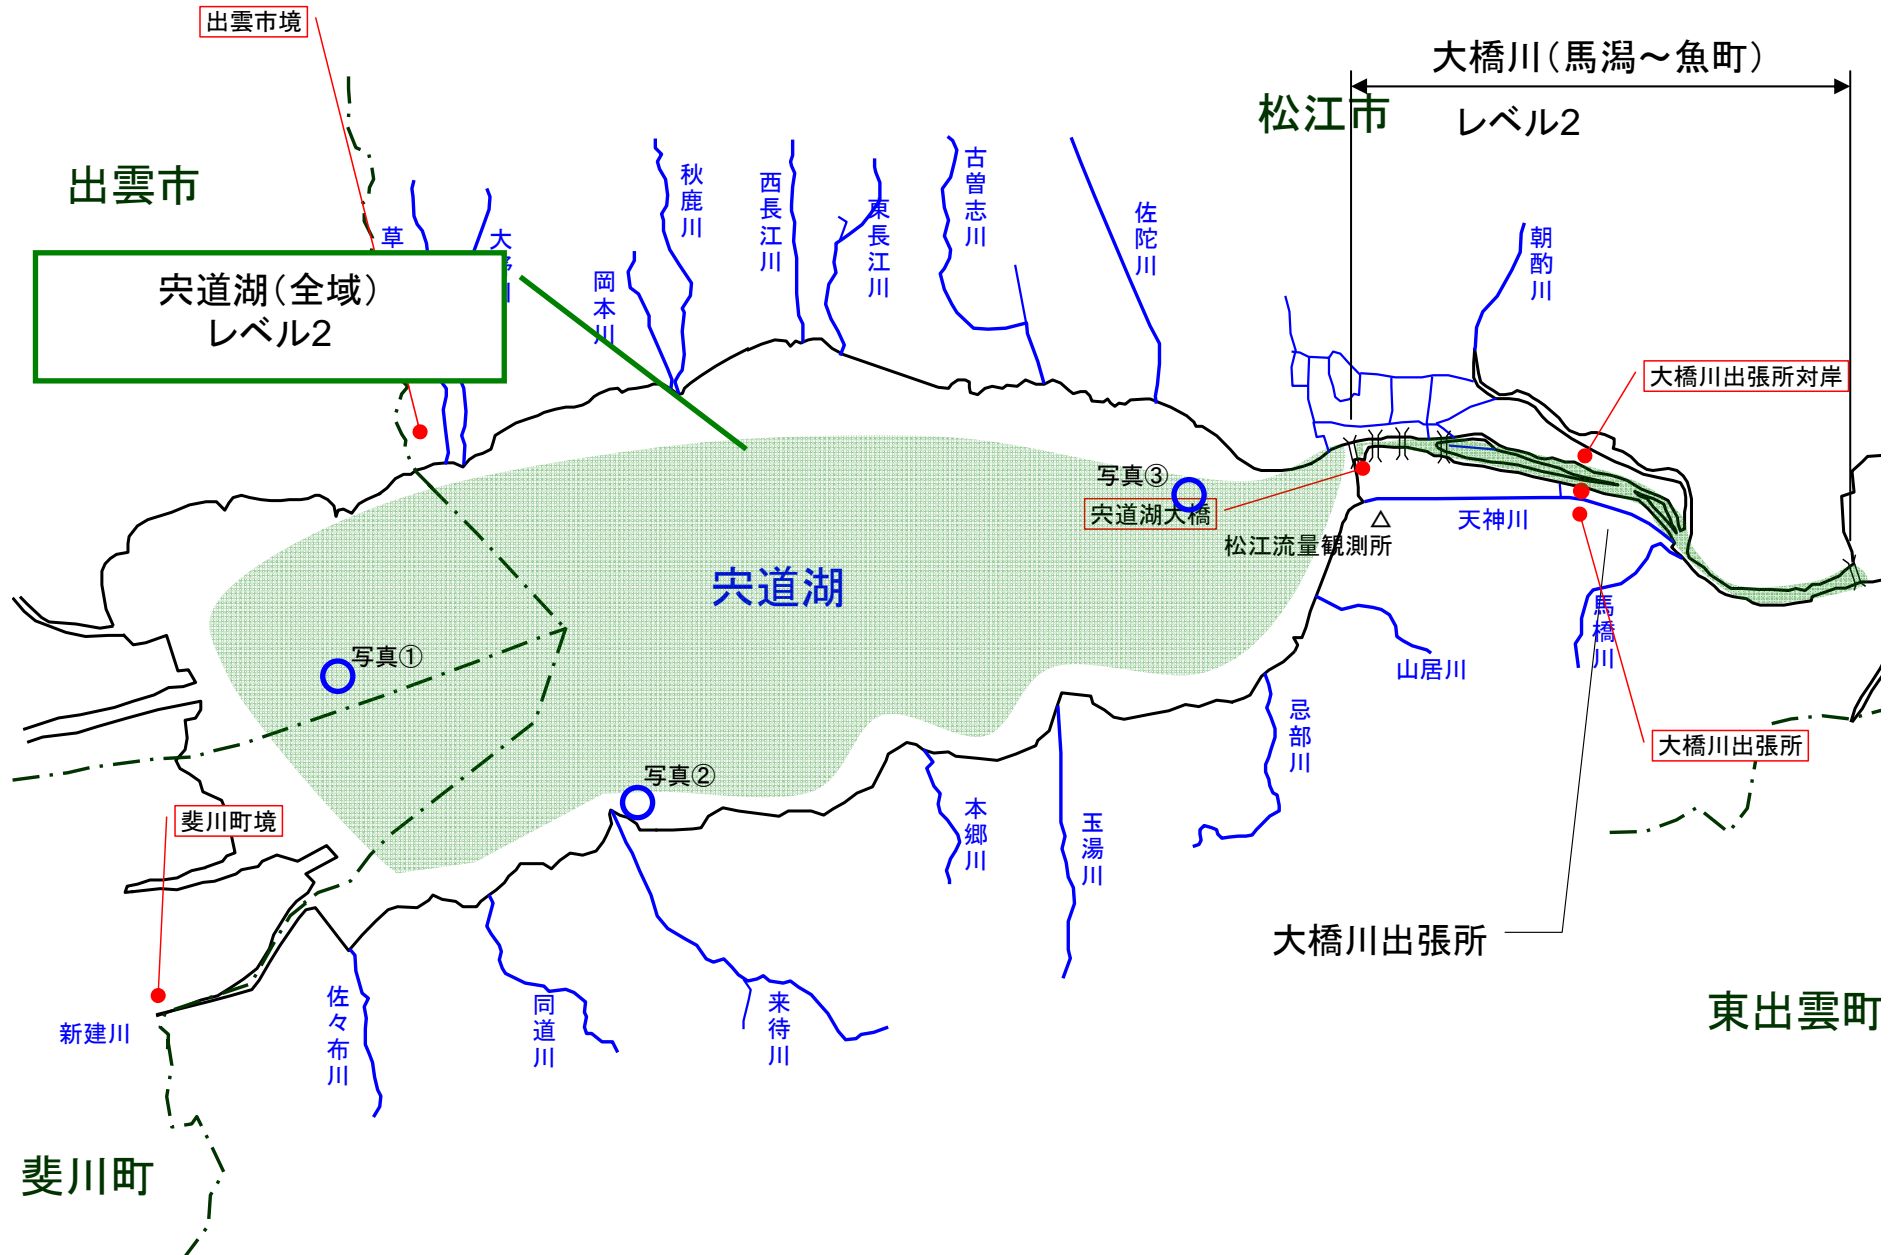 出雲市境
大橋川（馬潟～魚町）
松江市
レベル2
出雲市
秋鹿川
西長江川
東長江川
古曽志川
佐陀川
朝酌川
草
大
岡本川
宍道湖（全域）
レベル2
大橋川出張所対岸
写真③
宍道湖大橋
天神川
松江流量観測所
宍道湖
馬橋川
写真①
山居川
忌部川
大橋川出張所
写真②
斐川町境
本郷川
玉湯川
大橋川出張所
佐々布川
同道川
来待川
東出雲町
新建川
斐川町